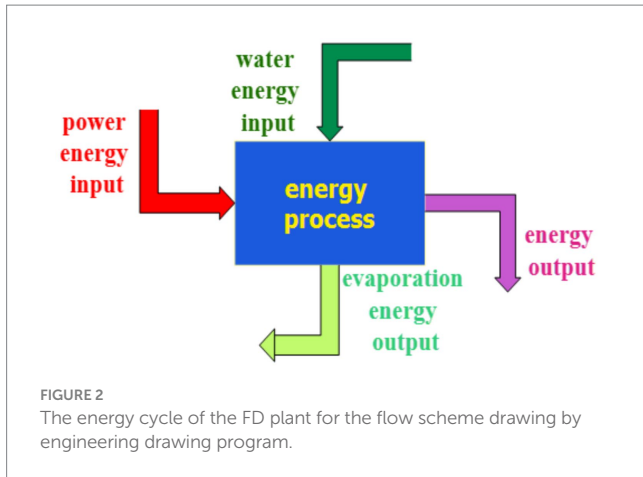 water
energy
input
power
energy
input
energy
process
energy
output
evaporation
energy
output
FIGURE 2
The energy cycle of the FD plant for the flow scheme drawing by
engineering drawing program.